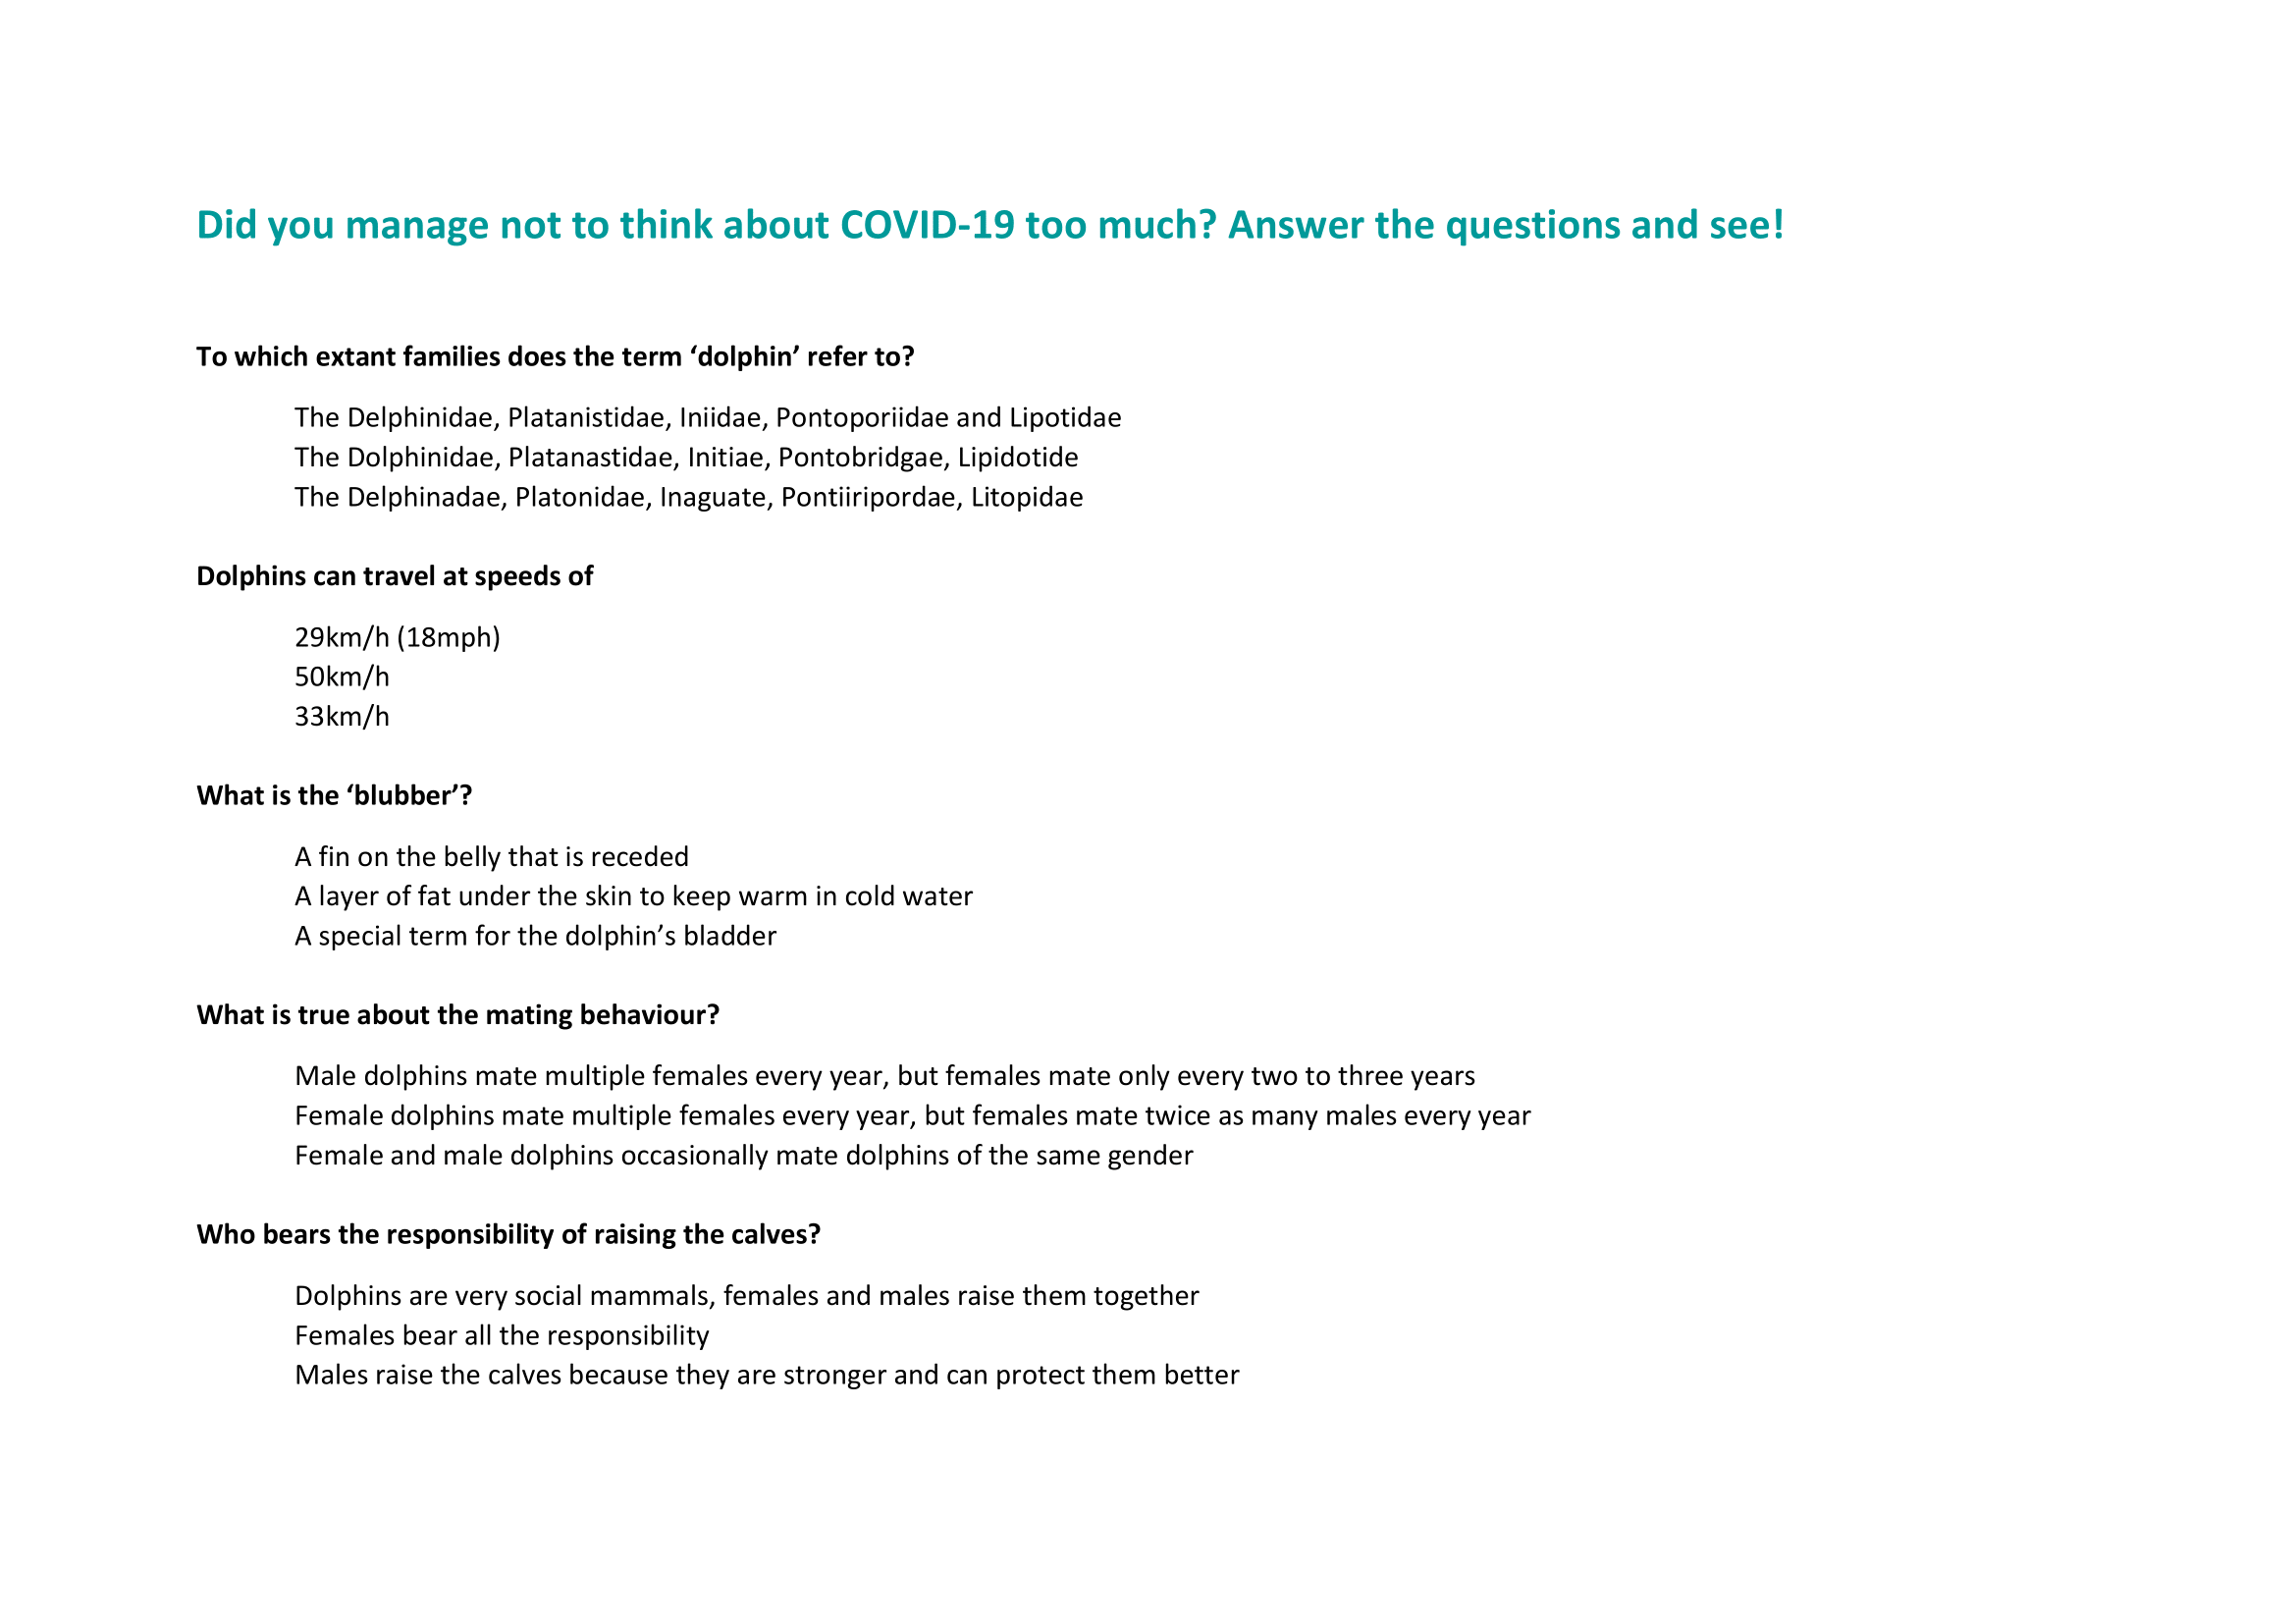 Did you manage not to think about COVID-19 too much? Answer the questions and see!
To which extant families does the term ‘dolphin’ refer to?
The Delphinidae, Platanistidae, Iniidae, Pontoporiidae and Lipotidae
The Dolphinidae, Platanastidae, Initiae, Pontobridgae, Lipidotide
The Delphinadae, Platonidae, Inaguate, Pontiiripordae, Litopidae
Dolphins can travel at speeds of
29km/h (18mph)
50km/h
33km/h
What is the ‘blubber’?
A fin on the belly that is receded
A layer of fat under the skin to keep warm in cold water
A special term for the dolphin’s bladder
What is true about the mating behaviour?
Male dolphins mate multiple females every year, but females mate only every two to three years
Female dolphins mate multiple females every year, but females mate twice as many males every year
Female and male dolphins occasionally mate dolphins of the same gender
Who bears the responsibility of raising the calves?
Dolphins are very social mammals, females and males raise them together
Females bear all the responsibility
Males raise the calves because they are stronger and can protect them better